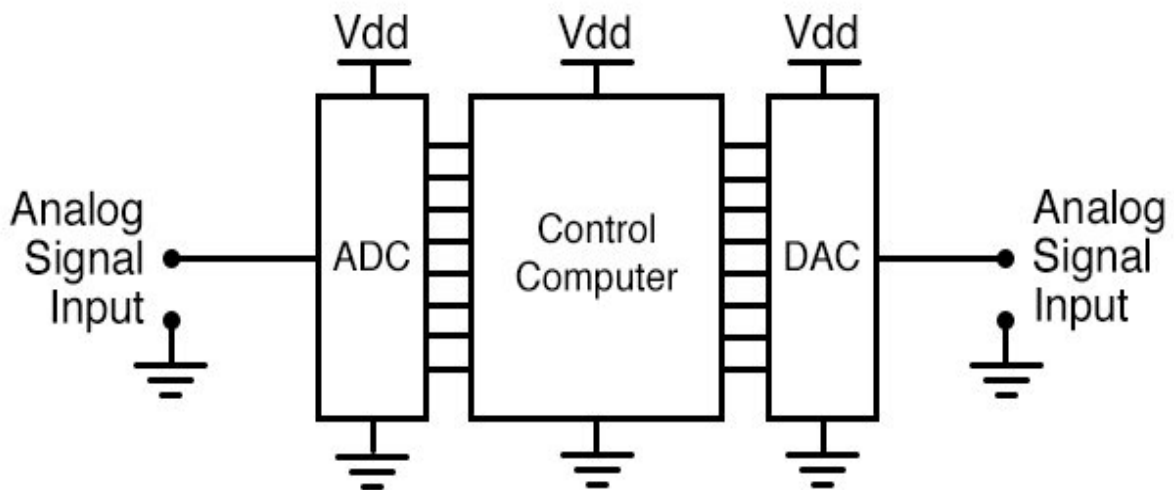 Vdd
Vdd
Vdd
Analog
Signal
Input
ADC
Control
Computer
DAC
Analog
Signal
Input